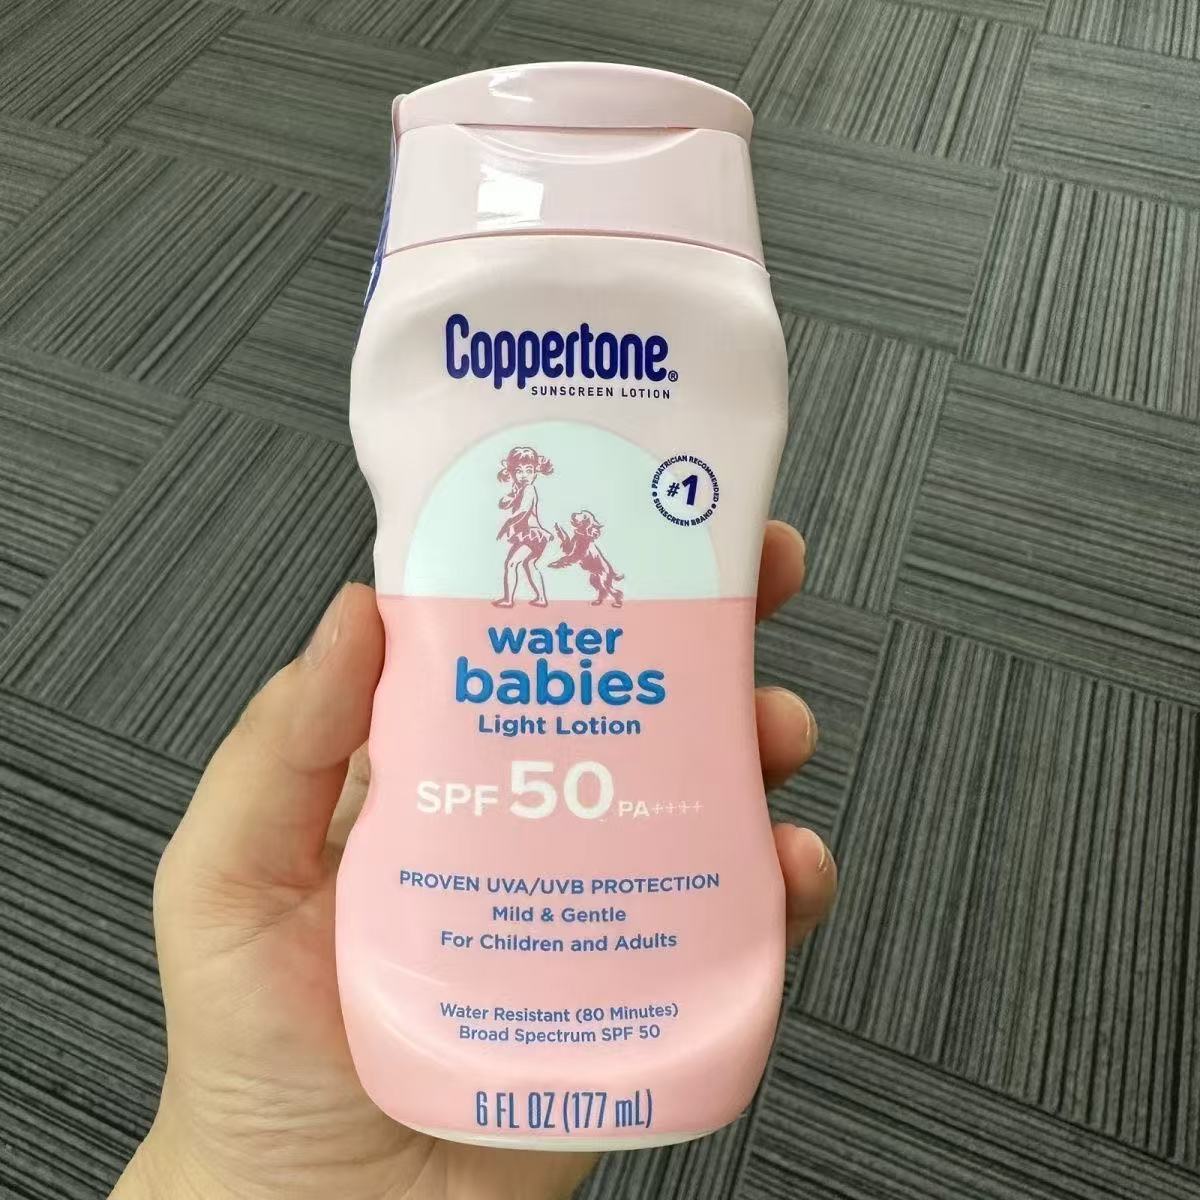 Coppertone®
SUNSCREEN LOTION
PEDIATRICIAN RECOMMENDED
#1
SUNSCREEN BRAND
water
babies
Light Lotion
SPF 50 PA++++
PROVEN UVA/UVB PROTECTION
Mild & Gentle
For Children and Adults
Water Resistant (80 Minutes)
Broad Spectrum SPF 50
6 FL OZ (177 mL)